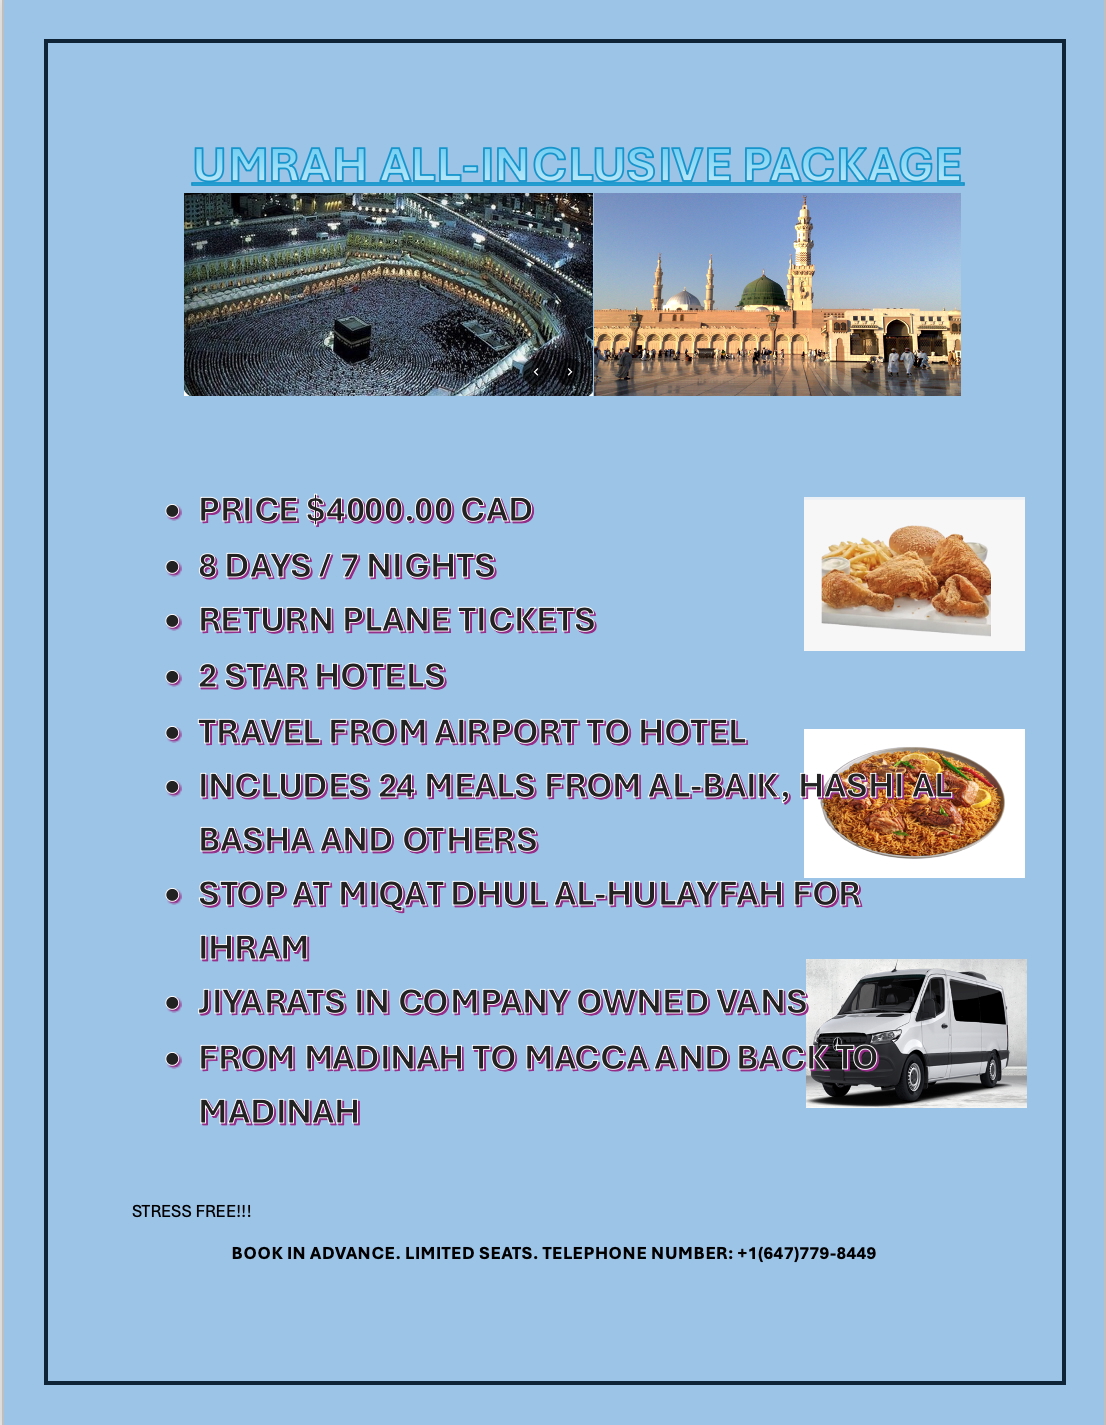 UMRAH ALL-INCLUSIVE PACKAGE
• PRICE $4000.00 CAD
• 8 DAYS / 7 NIGHTS
• RETURN PLANE TICKETS
• 2 STAR HOTELS
• TRAVEL FROM AIRPORT TO HOTEL
• INCLUDES 24 MEALS FROM AL-BAIK, HASHI AL
BASHA AND OTHERS
• STOP AT MIQAT DHUL AL-HULAYFAH FOR
IHRAM
• JIYARATS IN COMPANY OWNED VANS
• FROM MADINAH TO MACCA AND BACK TO
MADINAH
STRESS FREE!!!
BOOK IN ADVANCE. LIMITED SEATS. TELEPHONE NUMBER: +1(647)779-8449